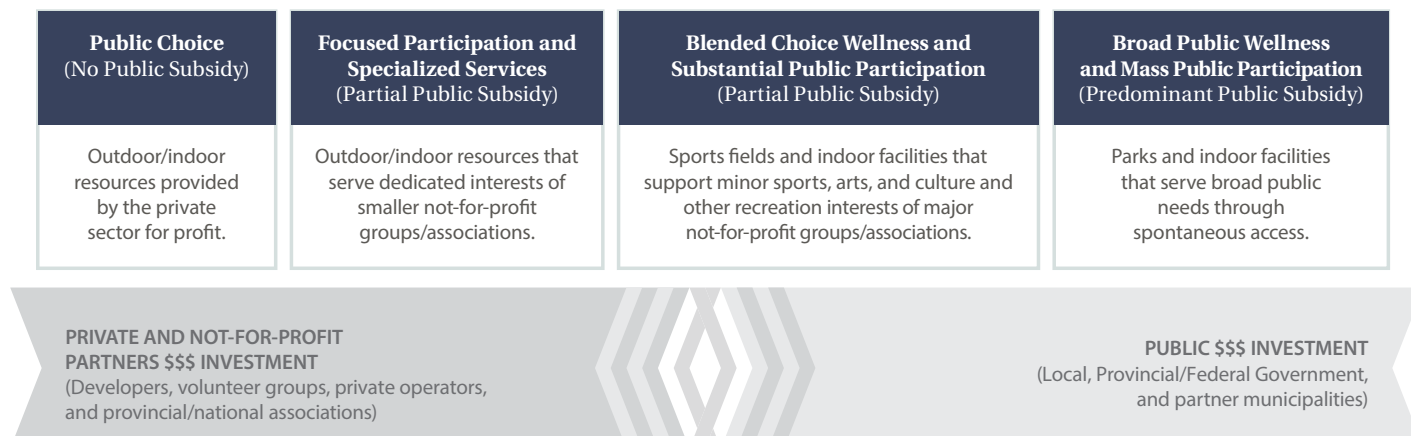 Public Choice
(No Public Subsidy)
Outdoor/indoor
resources provided
by the private
sector for profit.
Focused Participation and
Specialized Services
(Partial Public Subsidy)
Outdoor/indoor resources that
serve dedicated interests of
smaller not-for-profit
groups/associations.
Blended Choice Wellness and
Substantial Public Participation
(Partial Public Subsidy)
Sports fields and indoor facilities that
support minor sports, arts, and culture and
other recreation interests of major
not-for-profit groups/associations.
Broad Public Wellness
and Mass Public Participation
(Predominant Public Subsidy)
Parks and indoor facilities
that serve broad public
needs through
spontaneous access.
PRIVATE AND NOT-FOR-PROFIT
PARTNERS $$$ INVESTMENT
(Developers, volunteer groups, private operators,
and provincial/national associations)
PUBLIC $$$ INVESTMENT
(Local, Provincial/Federal Government,
and partner municipalities)